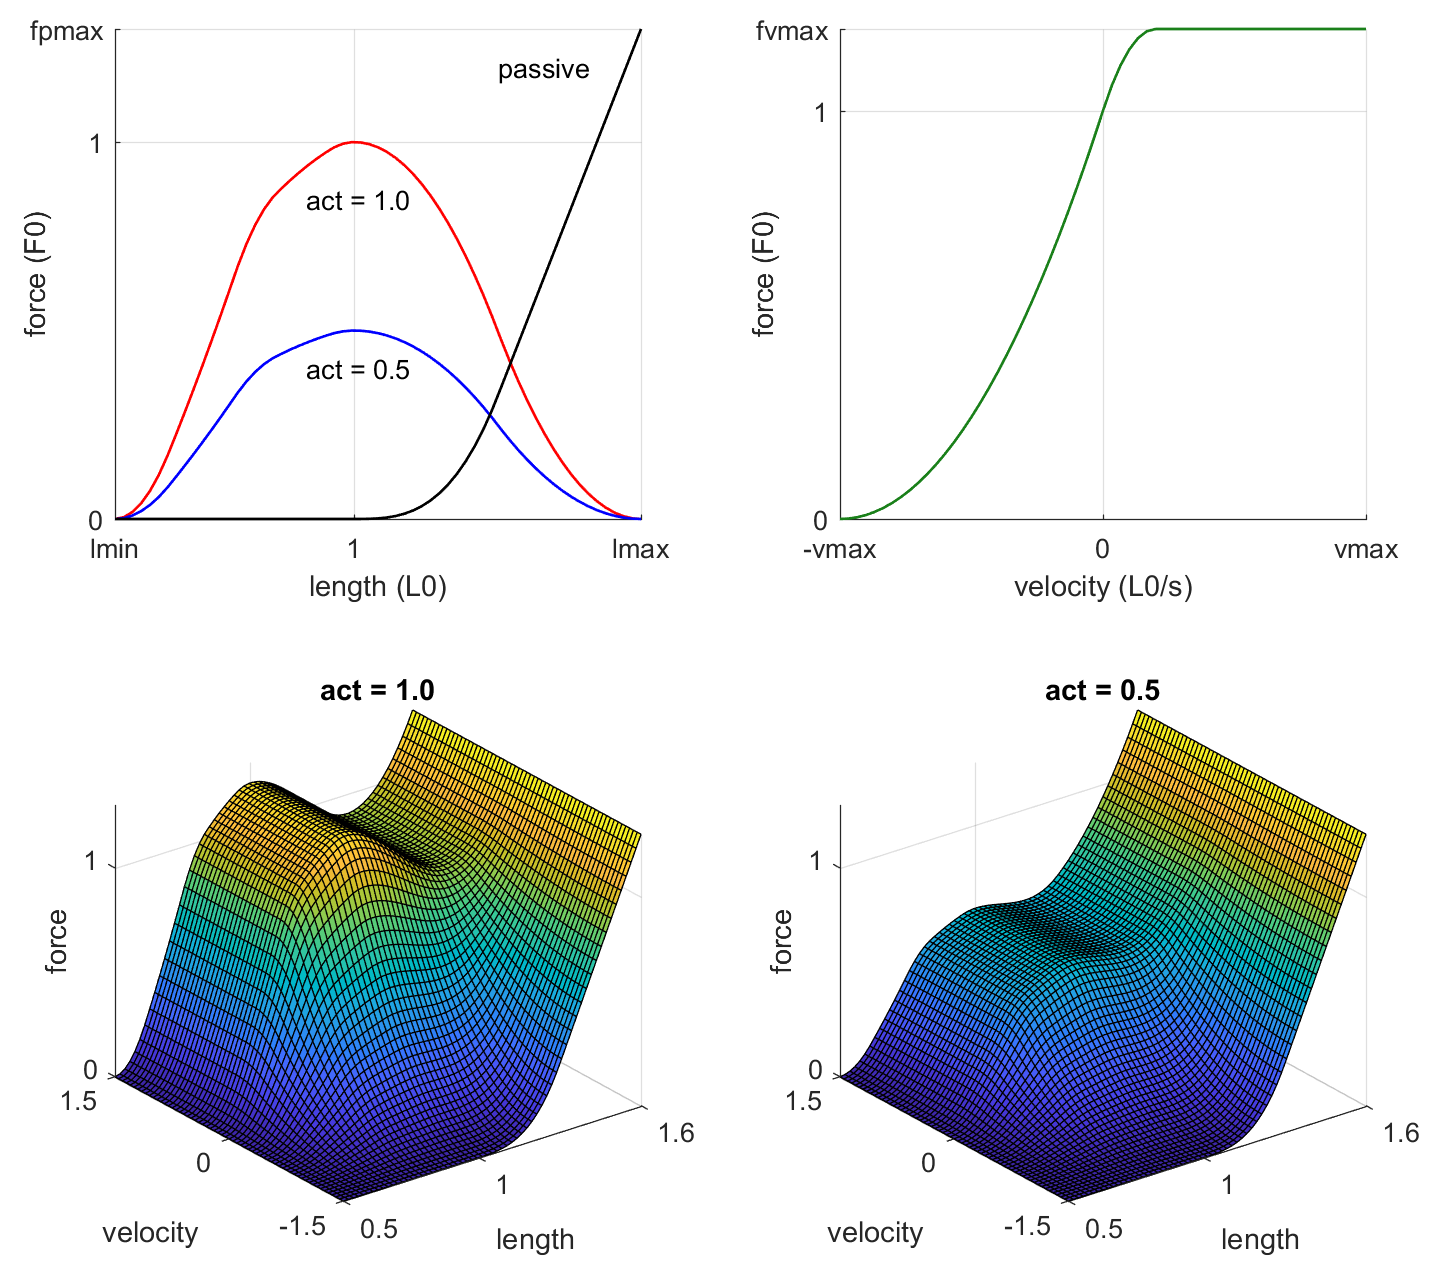 fpmax
passive
1
act = 1.0
act = 0.5
force (F0)
0
lmin
1
lmax
length (L0)
fvmax
1
force (F0)
0
-vmax
0
vmax
velocity (L0/s)
act = 1.0
1
force
0
1.5
0
-1.5
velocity
0.5
1
1.6
length
act = 0.5
1
force
0
1.5
0
-1.5
velocity
0.5
1
1.6
length